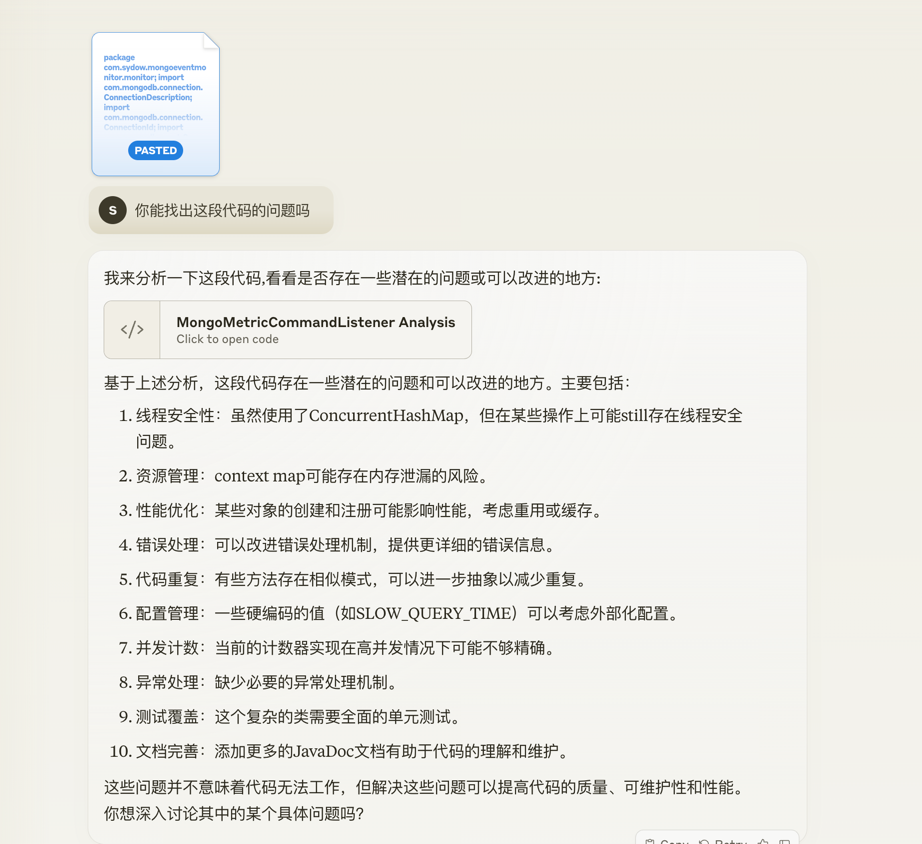 package
com.sydow.mongoeventmo
nitor.monitor; import
com.mongodb.connection.
ConnectionDescription;
import
com.mongodb.connection.
ConnectionId; import
PASTED
S
你能找出这段代码的问题吗
我来分析一下这段代码,看看是否存在一些潜在的问题或可以改进的地方:
</>
MongoMetricCommandListener Analysis
Click to open code
基于上述分析，这段代码存在一些潜在的问题和可以改进的地方。主要包括：
1. 线程安全性：虽然使用了ConcurrentHashMap，但在某些操作上可能still存在线程安全
问题。
2. 资源管理：context map可能存在内存泄漏的风险。
3. 性能优化：某些对象的创建和注册可能影响性能，考虑重用或缓存。
4. 错误处理：可以改进错误处理机制，提供更详细的错误信息。
5. 代码重复：有些方法存在相似模式，可以进一步抽象以减少重复。
6. 配置管理：一些硬编码的值（如SLOW_QUERY_TIME）可以考虑外部化配置。
7. 并发计数：当前的计数器实现在高并发情况下可能不够精确。
8. 异常处理：缺少必要的异常处理机制。
9. 测试覆盖：这个复杂的类需要全面的单元测试。
10. 文档完善：添加更多的JavaDoc文档有助于代码的理解和维护。
这些问题并不意味着代码无法工作，但解决这些问题可以提高代码的质量、可维护性和性能。
你想深入讨论其中的某个具体问题吗?
Copy Retry